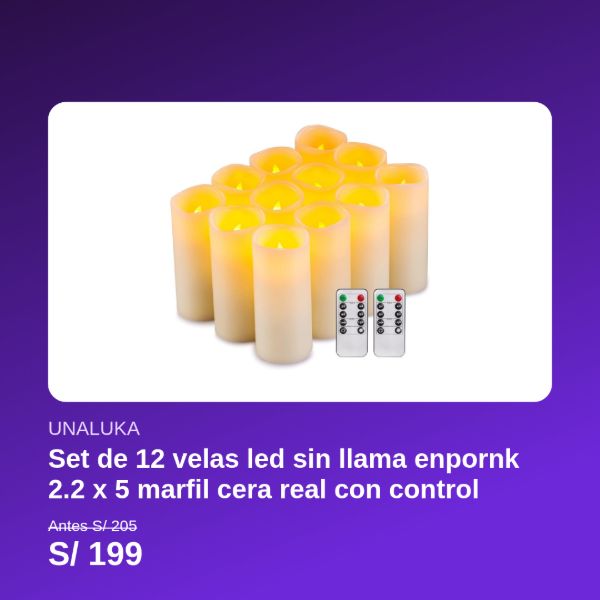 UNALUKA
Set de 12 velas led sin llama enpornk
2.2 x 5 marfil cera real con control
Antes S/ 205
S/ 199